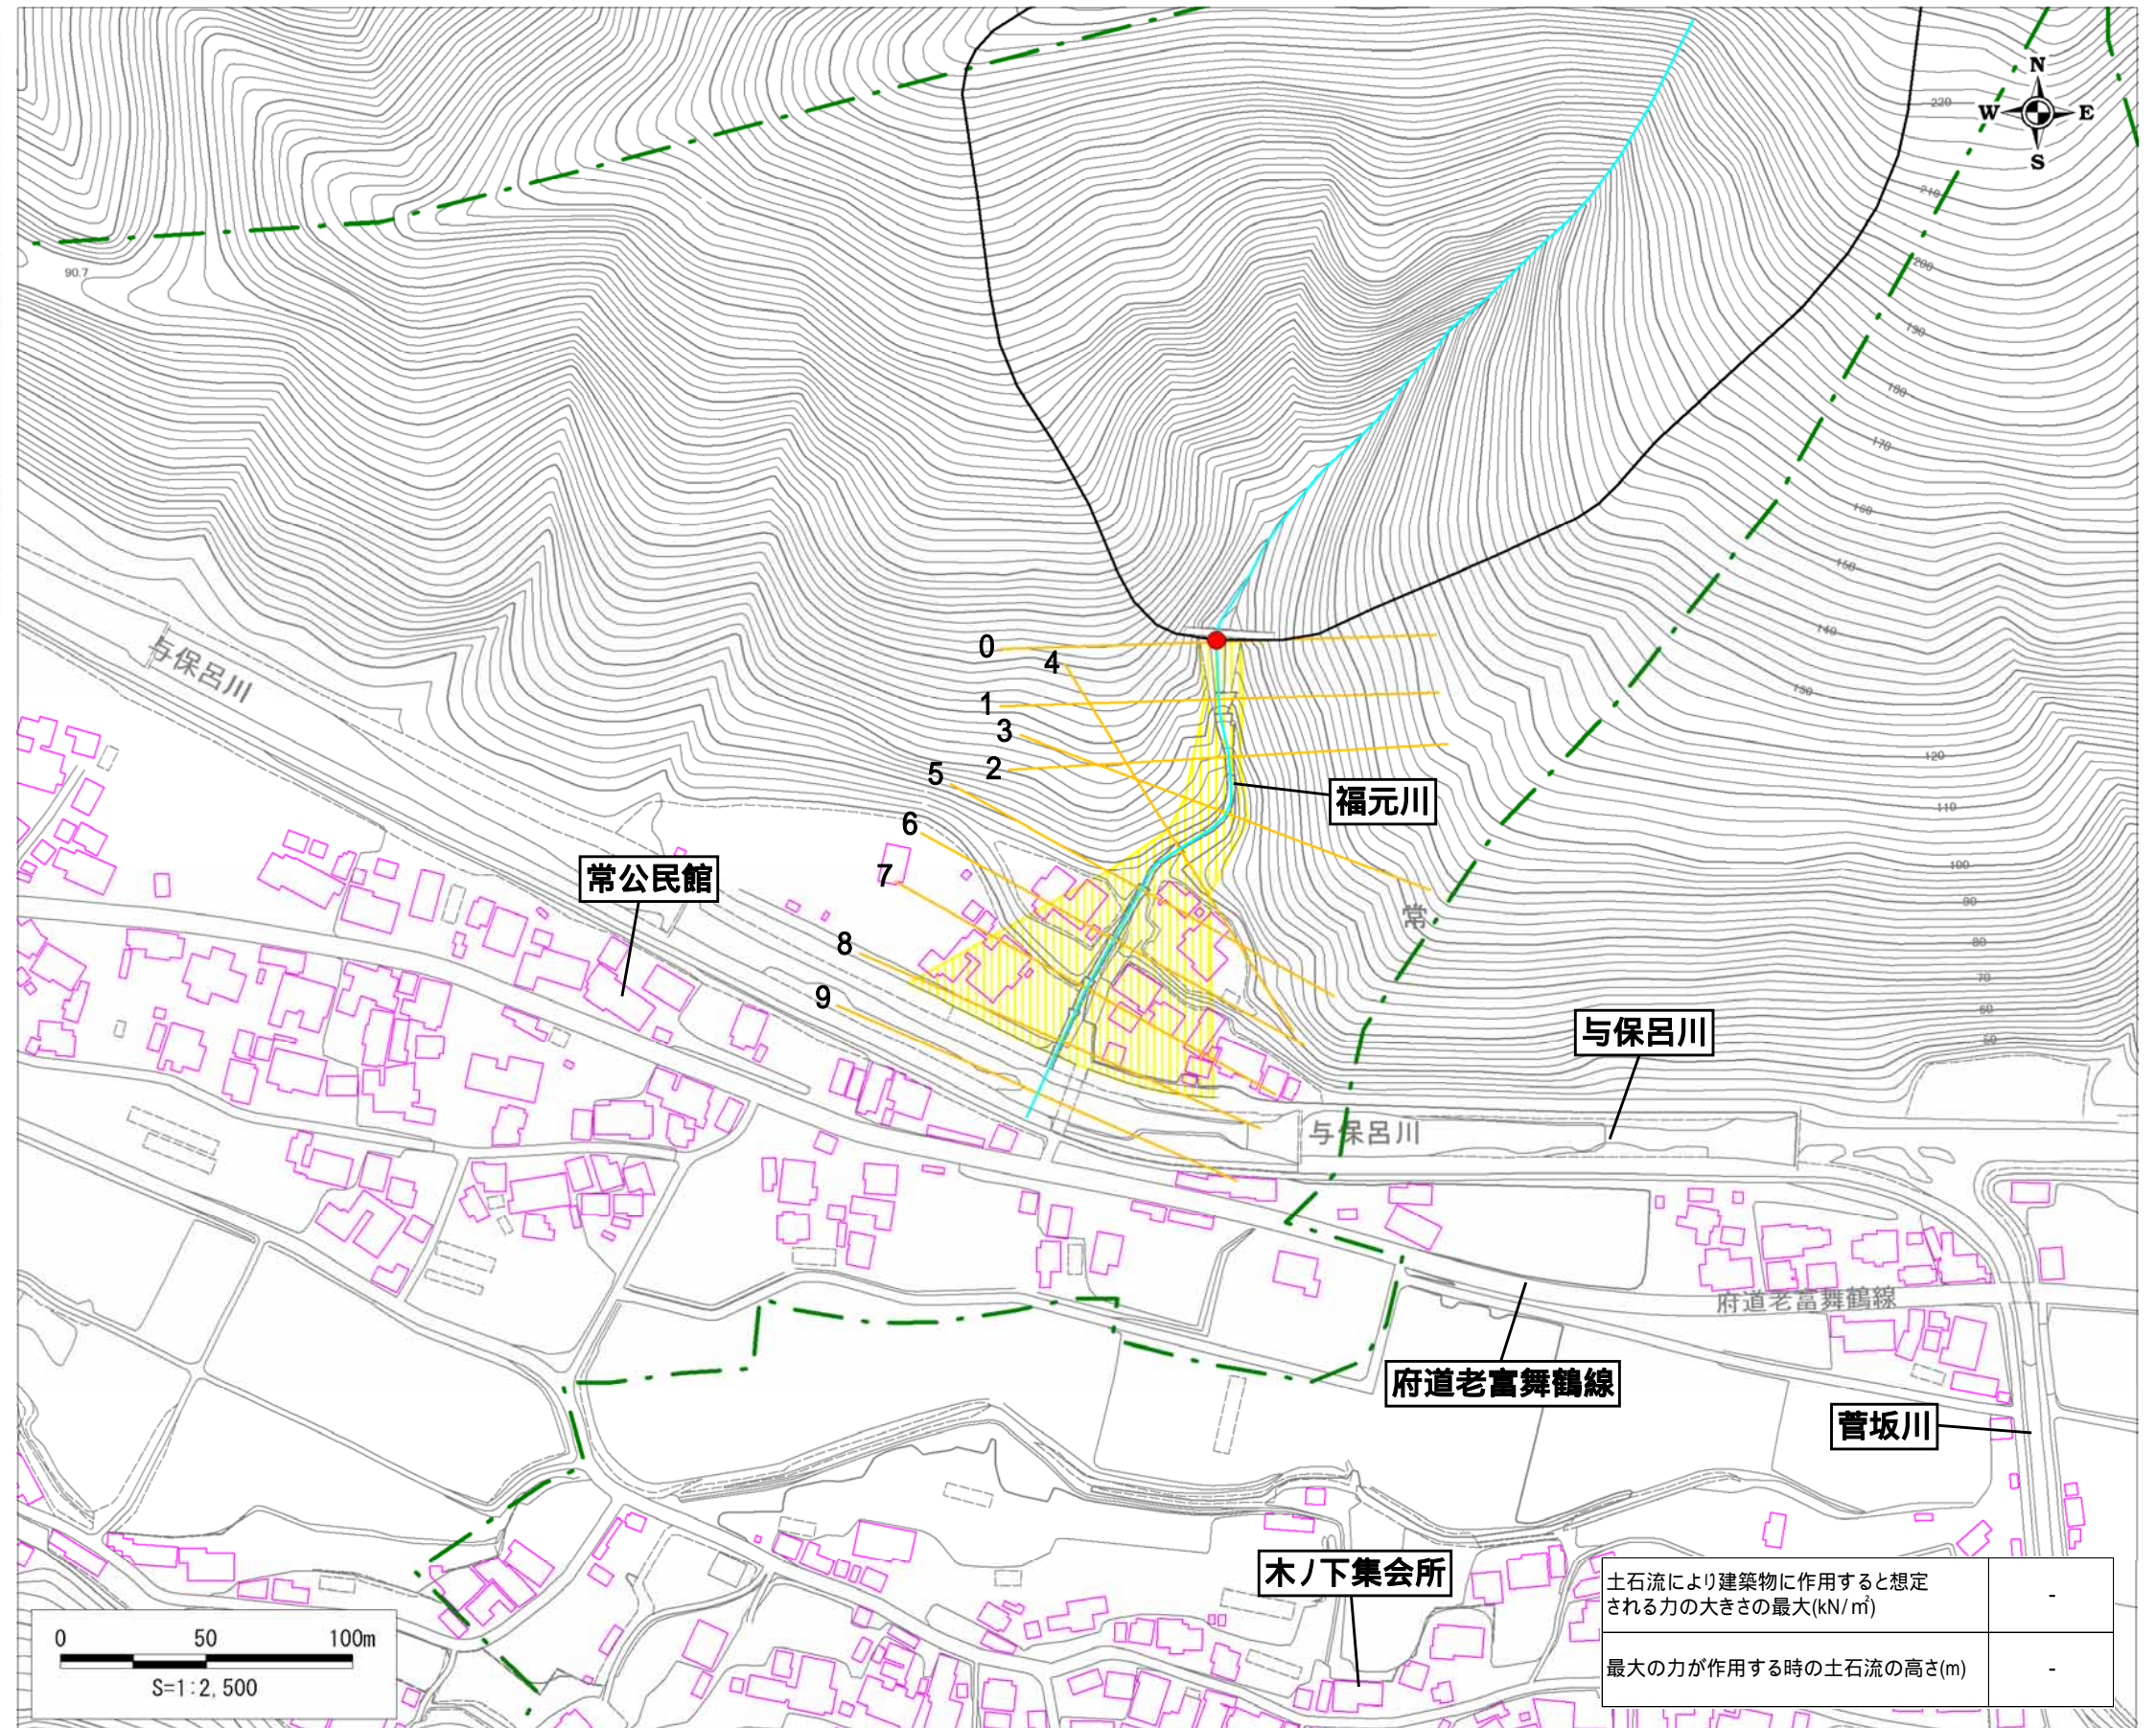 N
W E
S
220
210
200
190
180
170
160
150
140
130
120
110
100
90
80
70
60
50
90.7
与保呂川
0
4
1
3
2
5
6
7
8
9
福元川
常公民館
常
与保呂川
与保呂川
府道老富舞鶴線
府道老富舞鶴線
菅坂川
木ノ下集会所
0 50 100m
S=1:2,500
土石流により建築物に作用すると想定
される力の大きさの最大(kN/㎡) -
最大の力が作用する時の土石流の高さ(m) -